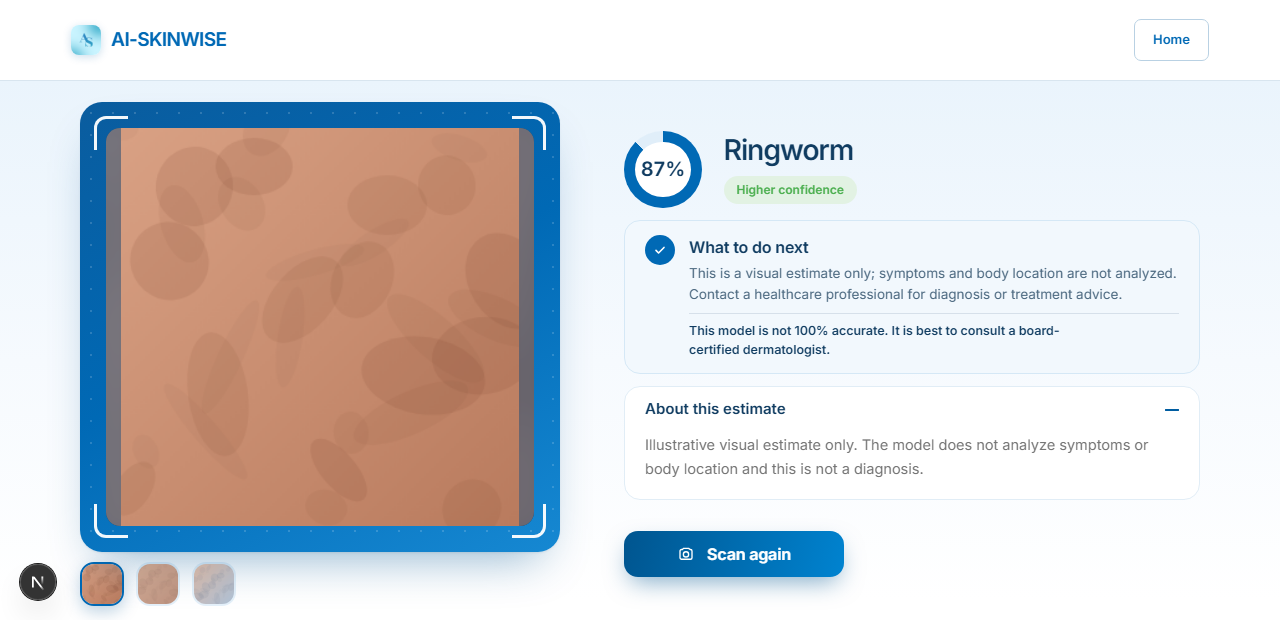 AI-SKINWISE
Home
87%
Ringworm
Higher confidence
What to do next
This is a visual estimate only; symptoms and body location are not analyzed.
Contact a healthcare professional for diagnosis or treatment advice.
This model is not 100% accurate. It is best to consult a board-
certified dermatologist.
About this estimate
Illustrative visual estimate only. The model does not analyze symptoms or
body location and this is not a diagnosis.
Scan again
N